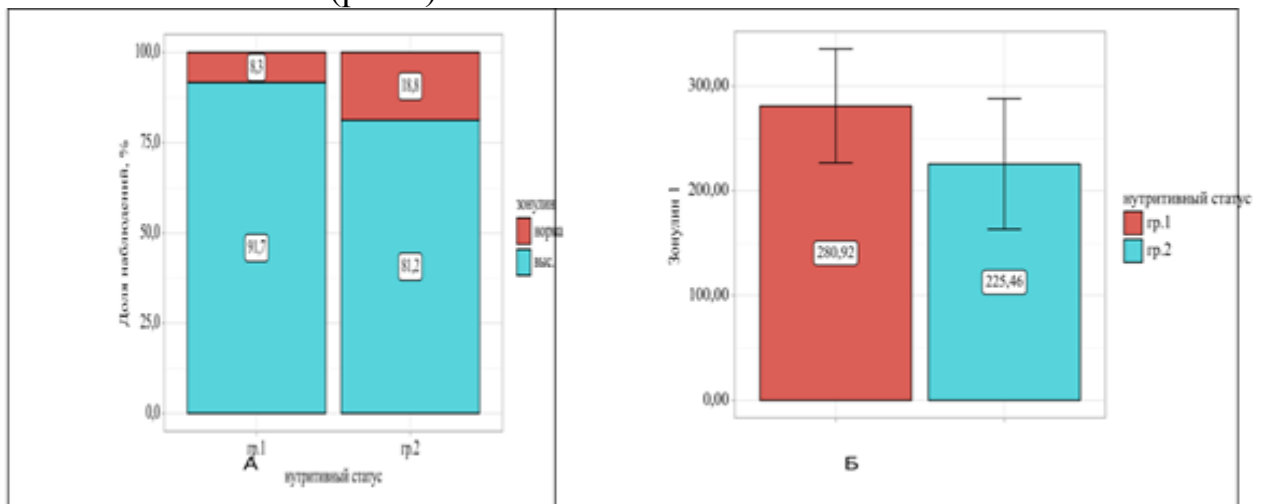 100,0
75,0
50,0
25,0
0,0
Доля наблюдений, %
8,3
18,8
91,7
81,2
гр.1
гр.2
А
нутритивный статус
зонулин
норма
выс.
300,00
200,00
100,00
0,00
Зонулин 1
280,92
225,46
Б
нутритивный статус
гр.1
гр.2